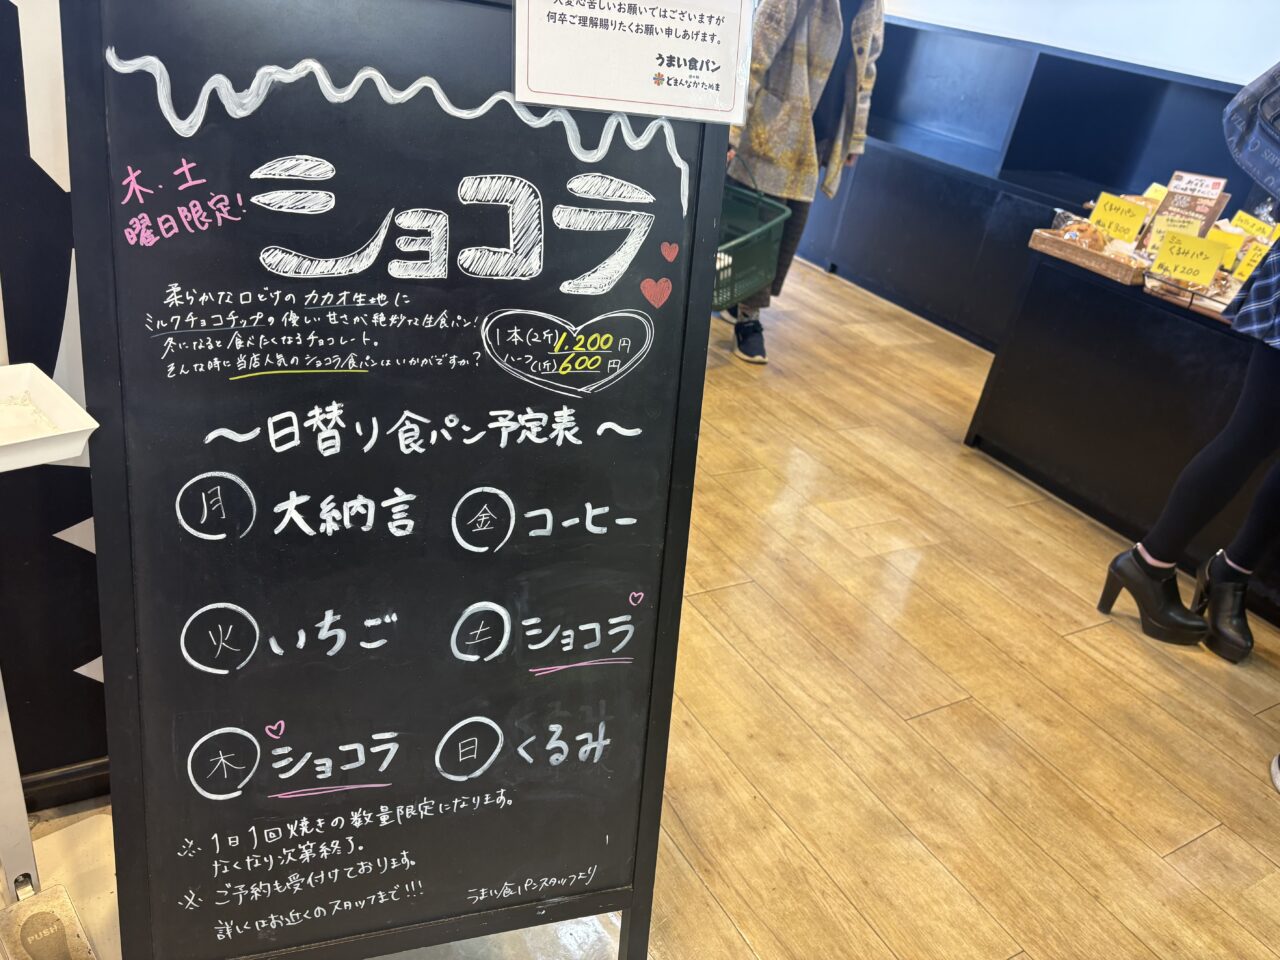 大変心苦しいお願いではございますが
何卒ご理解賜りたくお願い申しあげます。
うまい食パン
どまんなかたぬま
木・土
曜日限定!
ショコラ
柔らかな口どけの カカオ生地に
ミルクチョコチップの優しい甘さが絶妙な生食パン!
冬になると食べたくなるチョコレート。
そんな時に当店人気のショコラ食パンはいかがですか?
1本(2斤) 1,200円
ハーフ(1斤) 600円
〜日替り食パン予定表〜
月 大納言
金 コーヒー
火 いちご
土 ショコラ
木 ショコラ
日 くるみ
※ 1日1回焼きの数量限定になります。
なくなり次第終了。
※ ご予約も受付けております。
詳しくはお近くのスタッフまで!!!
うまい食パンスタッフより
くるみパン
¥300
ミニ
くるみパン
¥200
PUSH